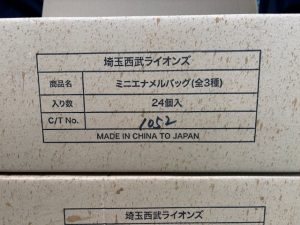 埼玉西武ライオンズ
商品名 ミニエナメルバッグ(全3種)
入り数 24個入
C/T No. 1052
MADE IN CHINA TO JAPAN
埼玉西武ライオンズ